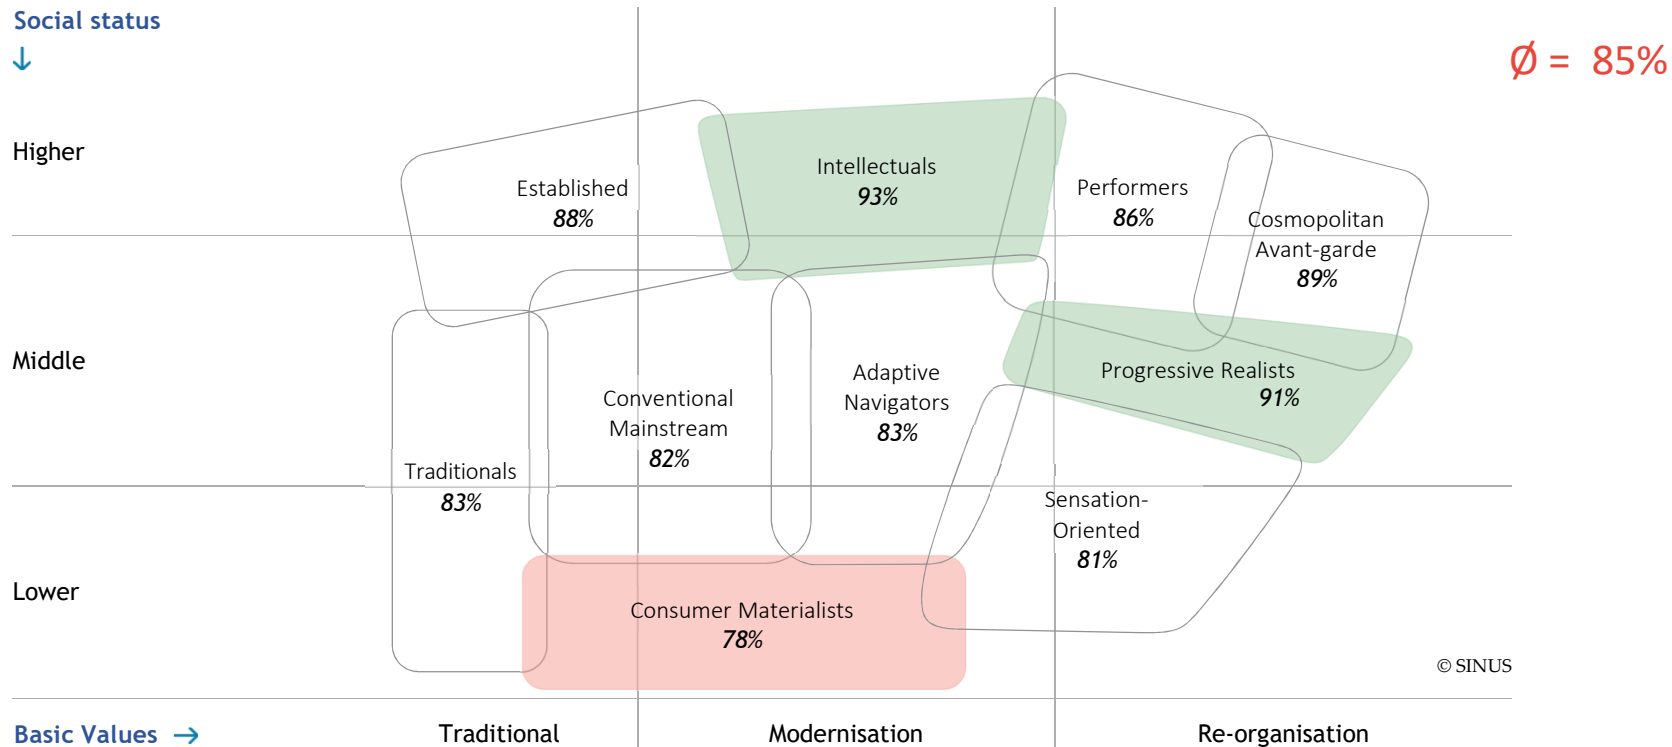 Social status
↓
Ø = 85%
Higher
Established
88%
Intellectuals
93%
Performers
86%
Cosmopolitan
Avant-garde
89%
Middle
Progressive Realists
91%
Adaptive
Navigators
83%
Conventional
Mainstream
82%
Traditionals
83%
Sensation-
Oriented
81%
Lower
Consumer Materialists
78%
© SINUS
Basic Values →
Traditional
Modernisation
Re-organisation